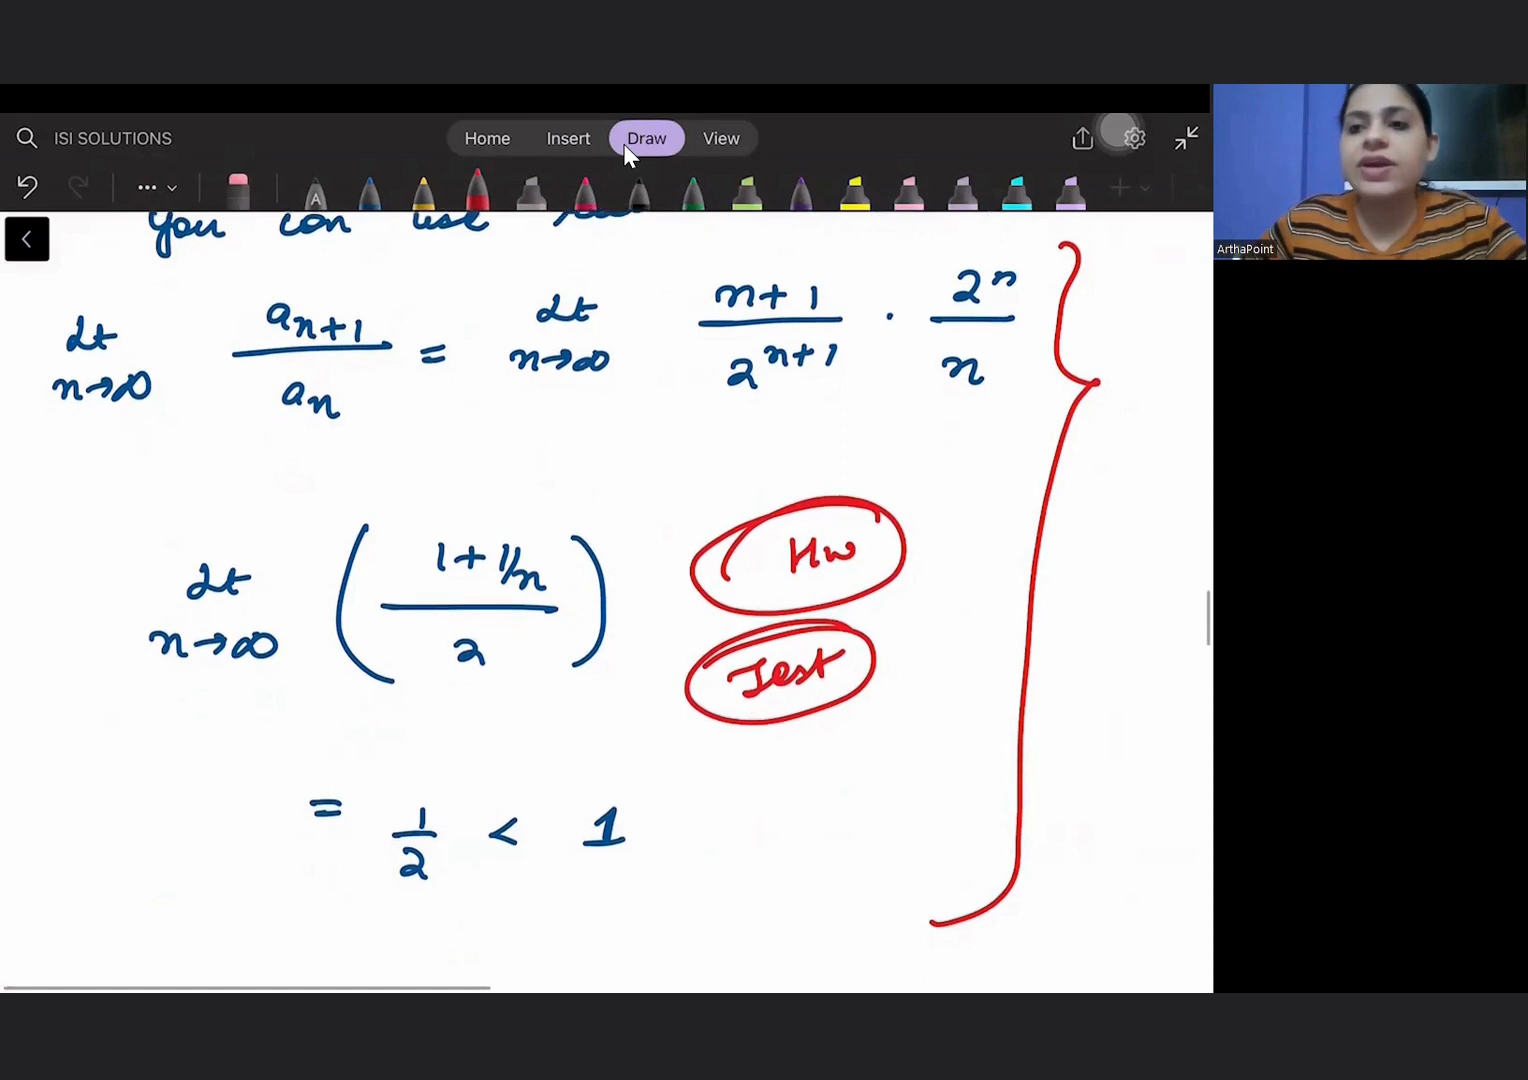 ISI SOLUTIONS
Home Insert Draw View
A
ArthaPoint
you can use
Lt n→∞ a_{n+1} / a_n = Lt n→∞ n+1 / 2^{n+1} · 2^n / n
Lt n→∞ ( 1 + 1/n / 2 )
Hw
Test
= 1/2 < 1